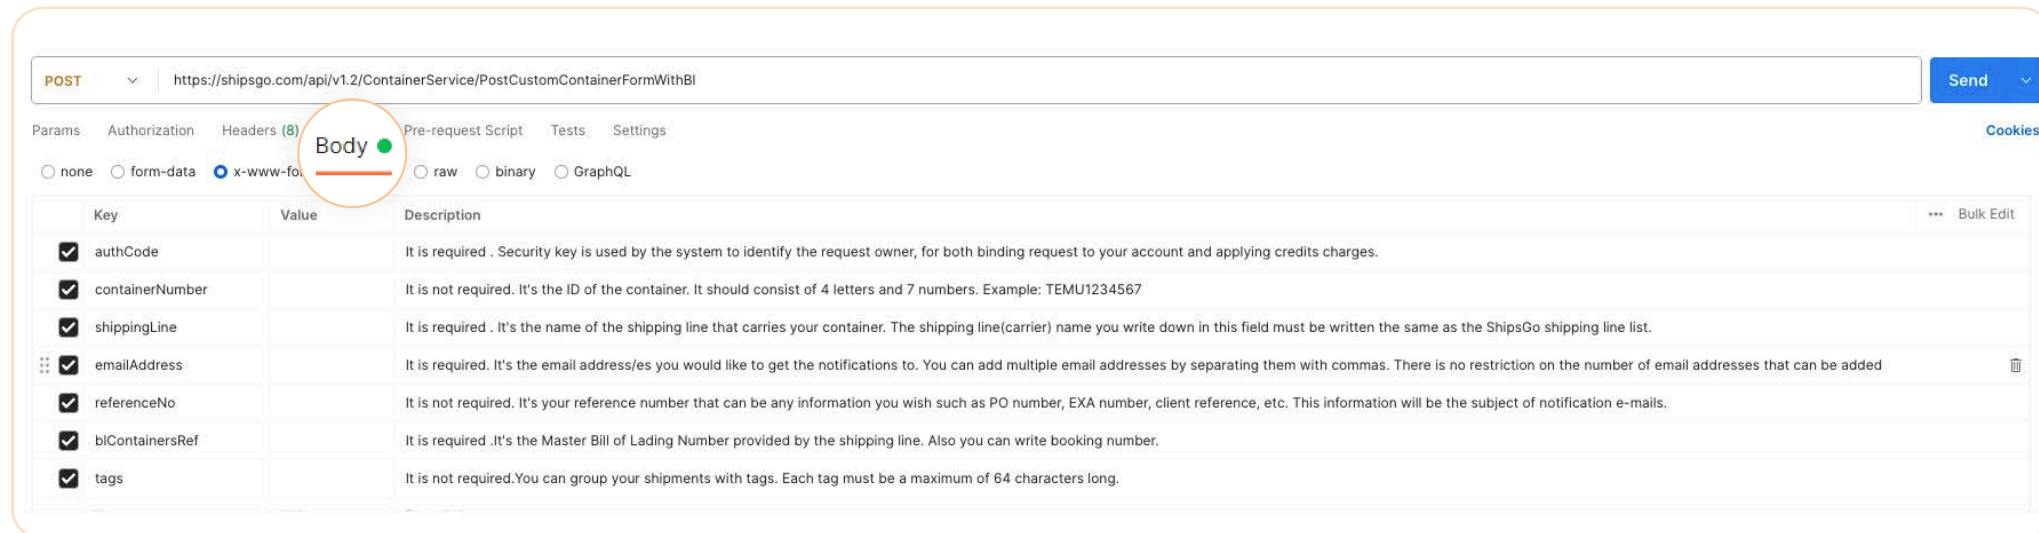 POST https://shipsgo.com/api/v1.2/ContainerService/PostCustomContainerFormWithBl Send
Params Authorization Headers (8) Body Pre-request Script Tests Settings Cookies
none form-data x-www-fo raw binary GraphQL
Key Value Description ••• Bulk Edit
authCode It is required . Security key is used by the system to identify the request owner, for both binding request to your account and applying credits charges.
containerNumber It is not required. It's the ID of the container. It should consist of 4 letters and 7 numbers. Example: TEMU1234567
shippingLine It is required . It's the name of the shipping line that carries your container. The shipping line(carrier) name you write down in this field must be written the same as the ShipsGo shipping line list.
emailAddress It is required. It's the email address/es you would like to get the notifications to. You can add multiple email addresses by separating them with commas. There is no restriction on the number of email addresses that can be added
referenceNo It is not required. It's your reference number that can be any information you wish such as PO number, EXA number, client reference, etc. This information will be the subject of notification e-mails.
blContainersRef It is required .It's the Master Bill of Lading Number provided by the shipping line. Also you can write booking number.
tags It is not required.You can group your shipments with tags. Each tag must be a maximum of 64 characters long.